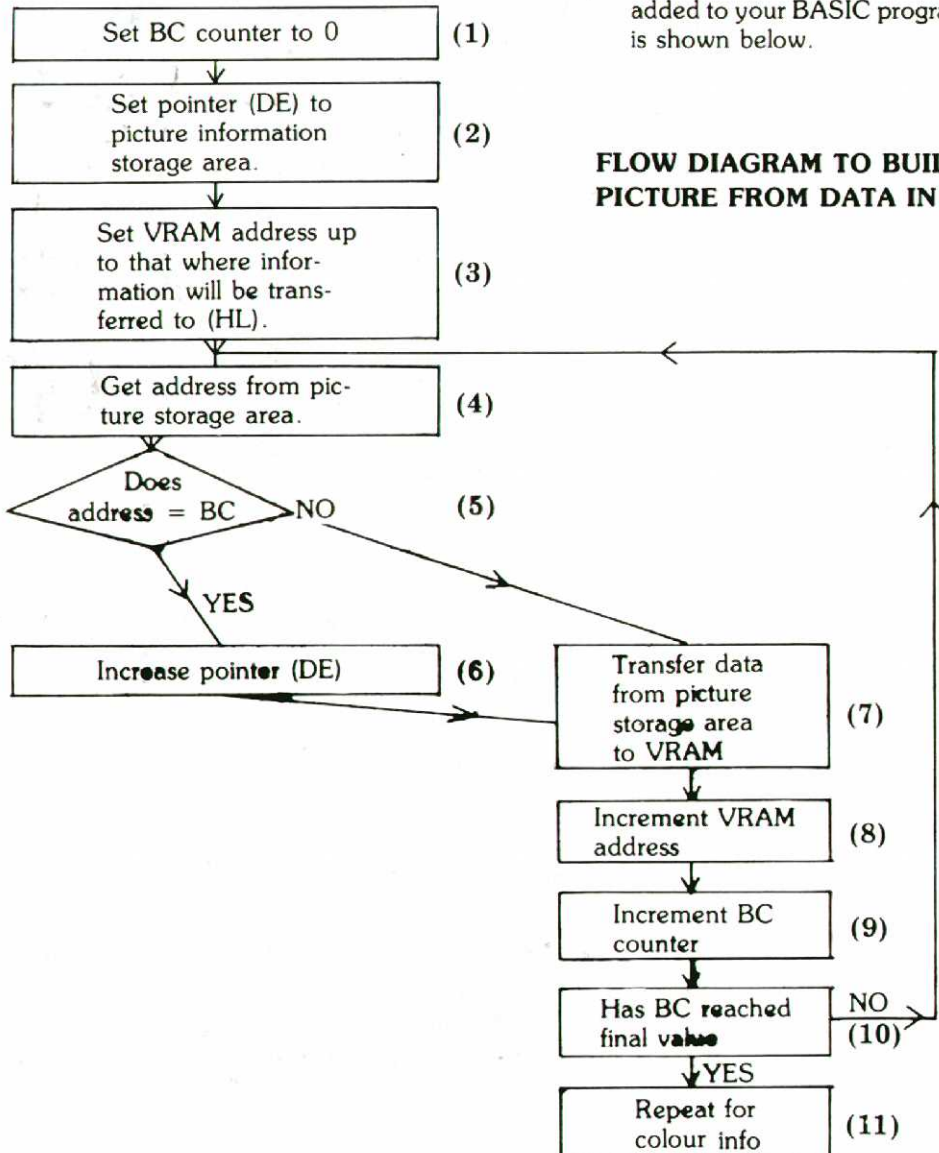 added to your BASIC progra
is shown below.
FLOW DIAGRAM TO BUI
PICTURE FROM DATA IN
Set BC counter to 0
(1)
Set pointer (DE) to
picture information
storage area.
(2)
Set VRAM address up
to that where infor-
mation will be trans-
ferred to (HL).
(3)
Get address from pic-
ture storage area.
(4)
Does
address = BC
NO
(5)
YES
Increase pointer (DE)
(6)
Transfer data
from picture
storage area
to VRAM
(7)
Increment VRAM
address
(8)
Increment BC
counter
(9)
Has BC reached
final value
NO
(10)
YES
Repeat for
colour info
(11)